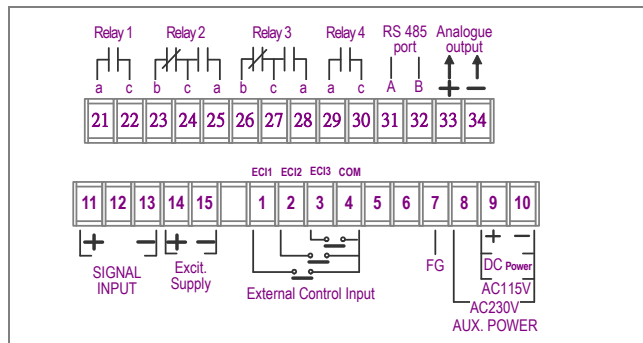 Relay 1 Relay 2 Relay 3 Relay 4 RS 485 port Analogue output
a c b c a b c a a c A B + −
21 22 23 24 25 26 27 28 29 30 31 32 33 34
ECI1 ECI2 ECI3 COM
11 12 13 14 15 1 2 3 4 5 6 7 8 9 10
+ − + − + −
SIGNAL INPUT Excit. Supply External Control Input FG DC Power
AC115V
AC230V
AUX. POWER